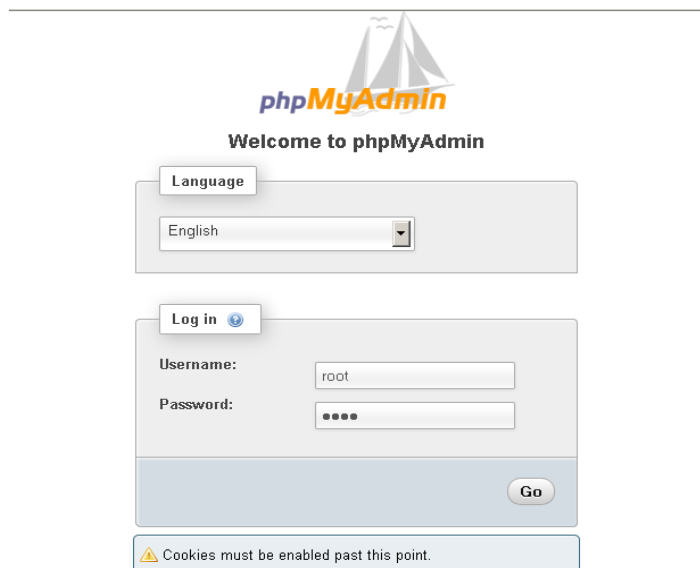 phpMyAdmin
Welcome to phpMyAdmin
Language
English
Log in
Username:
root
Password:
••••
Go
Cookies must be enabled past this point.